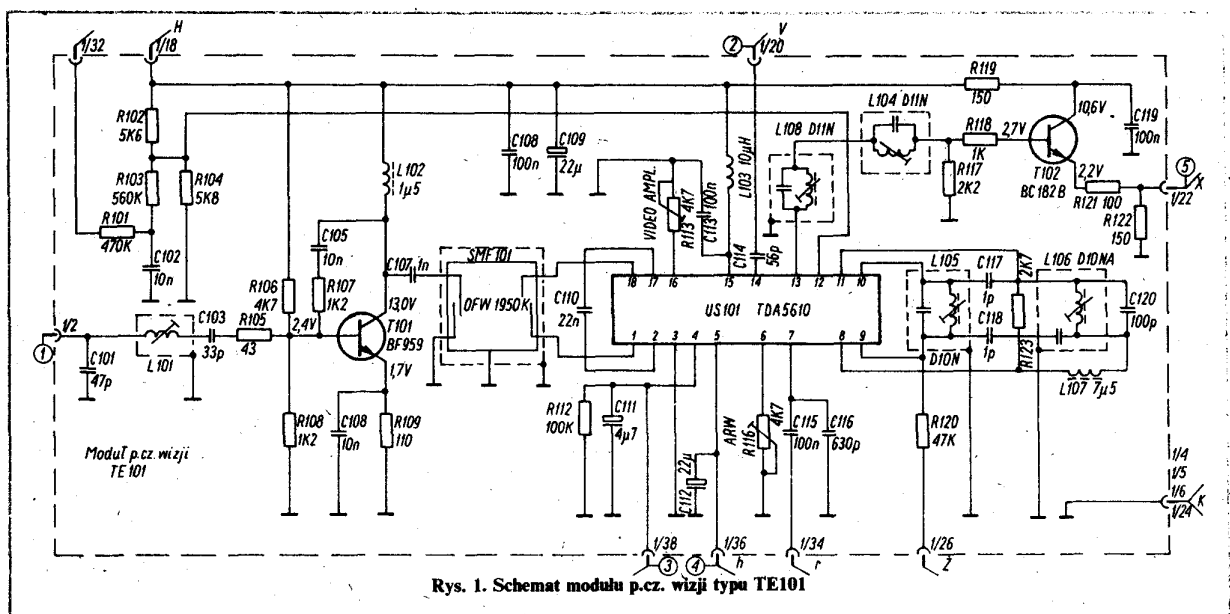 H
V
1/32
1/18
2
1/20
R102
5K6
R103
560K
R104
5K8
R101
470K
C102
10n
L102
1µ5
C108
100n
C109
22µ
VIDEO AMPL.
R113
4K7
C113
100n
L103 10µH
C114
56p
L108 D11N
L104 D11N
R119
150
10,6V
C119
100n
2,7V
R118
1K
R117
2K2
T102
BC182B
2,2V
R121 100
5
X
1/22
R122
150
R106
4K7
C105
10n
R107
1K2
C107 1n
SMF101
OFW 1950K
C110
22n
18 17 16 15 14 13 12 11 10
US101 TDA5610
1 2 3 4 5 6 7 8 9
L105
D10N
C117
1p
C118
1p
2K7
R123
L106 D10NA
C120
100p
L107 7µ5
1/2
1
C101
47p
L101
C103
33p
R105
43
2,4V
13,0V
T101
BF959
1,7V
R108
1K2
C108
10n
R109
110
R112
100K
C111
4µ7
C112
22µ
ARW
R116
4K7
C115
100n
C116
630p
R120
47K
Moduł p.cz. wizji
TE101
1/4
1/5
1/6
1/24
K
1/38
3
1/36
4
h
1/34
r
1/26
Z
Rys. 1. Schemat modułu p.cz. wizji typu TE101